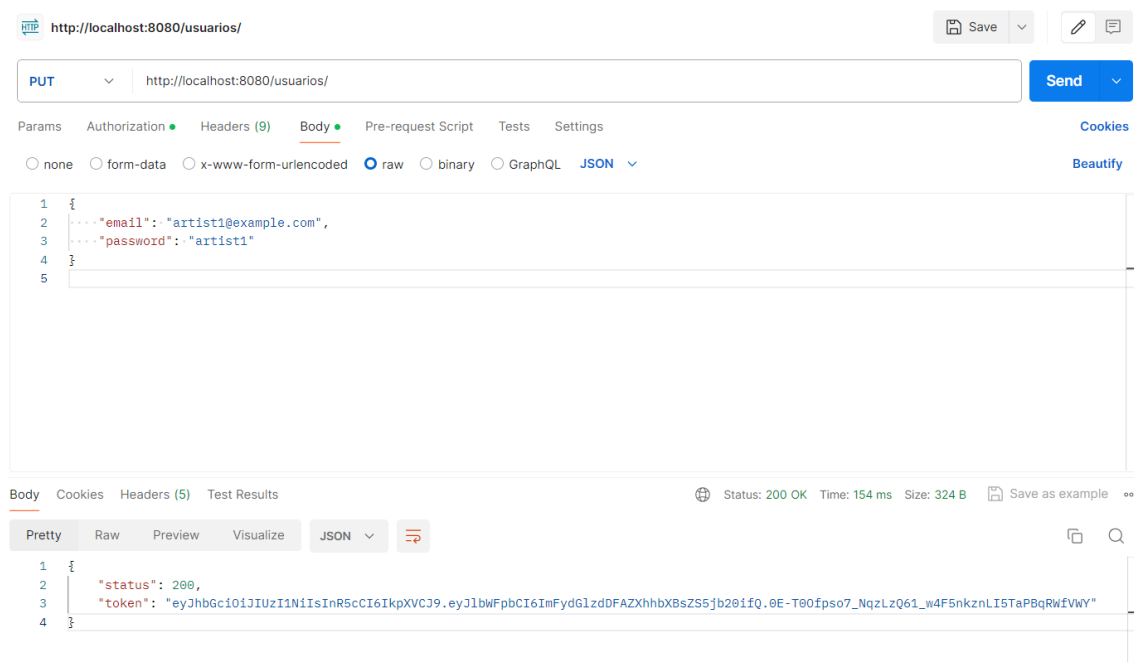 HTTP http://localhost:8080/usuarios/ Save
PUT http://localhost:8080/usuarios/ Send
Params Authorization Headers (9) Body Pre-request Script Tests Settings Cookies
none form-data x-www-form-urlencoded raw binary GraphQL JSON Beautify
1 {
2 "email": "artist1@example.com",
3 "password": "artist1"
4 }
5
Body Cookies Headers (5) Test Results Status: 200 OK Time: 154 ms Size: 324 B Save as example
Pretty Raw Preview Visualize JSON
1 {
2 "status": 200,
3 "token": "eyJhbGciOiJIUzI1NiIsInR5cCI6IkpXVCJ9.eyJlbWFpbCI6ImFydGlzdDFAZXhhbXBsZS5jb20ifQ.0E-T0Ofpso7_NqzLzQ61_w4F5nkznLI5TaPBqRWfVWY"
4 }